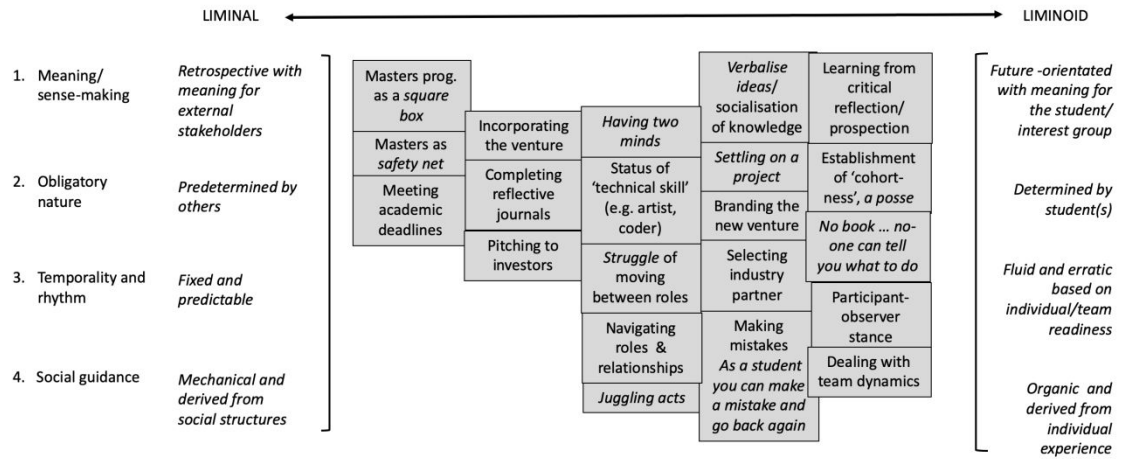 LIMINAL
LIMINOID
1. Meaning/
sense-making
Retrospective with
meaning for
external
stakeholders
2. Obligatory
nature
Predetermined by
others
3. Temporality and
rhythm
Fixed and
predictable
4. Social guidance
Mechanical and
derived from
social structures
Masters prog.
as a square
box
Masters as
safety net
Meeting
academic
deadlines
Incorporating
the venture
Completing
reflective
journals
Pitching to
investors
Having two
minds
Status of
‘technical skill’
(e.g. artist,
coder)
Struggle of
moving
between roles
Navigating
roles &
relationships
Juggling acts
Verbalise
ideas/
socialisation
of knowledge
Settling on a
project
Branding the
new venture
Selecting
industry
partner
Making
mistakes
As a student
you can make
a mistake and
go back again
Learning from
critical
reflection/
prospection
Establishment
of ‘cohort-
ness’, a posse
No book ... no-
one can tell
you what to do
Participant-
observer
stance
Dealing with
team dynamics
Future -orientated
with meaning for
the student/
interest group
Determined by
student(s)
Fluid and erratic
based on
individual/team
readiness
Organic and
derived from
individual
experience